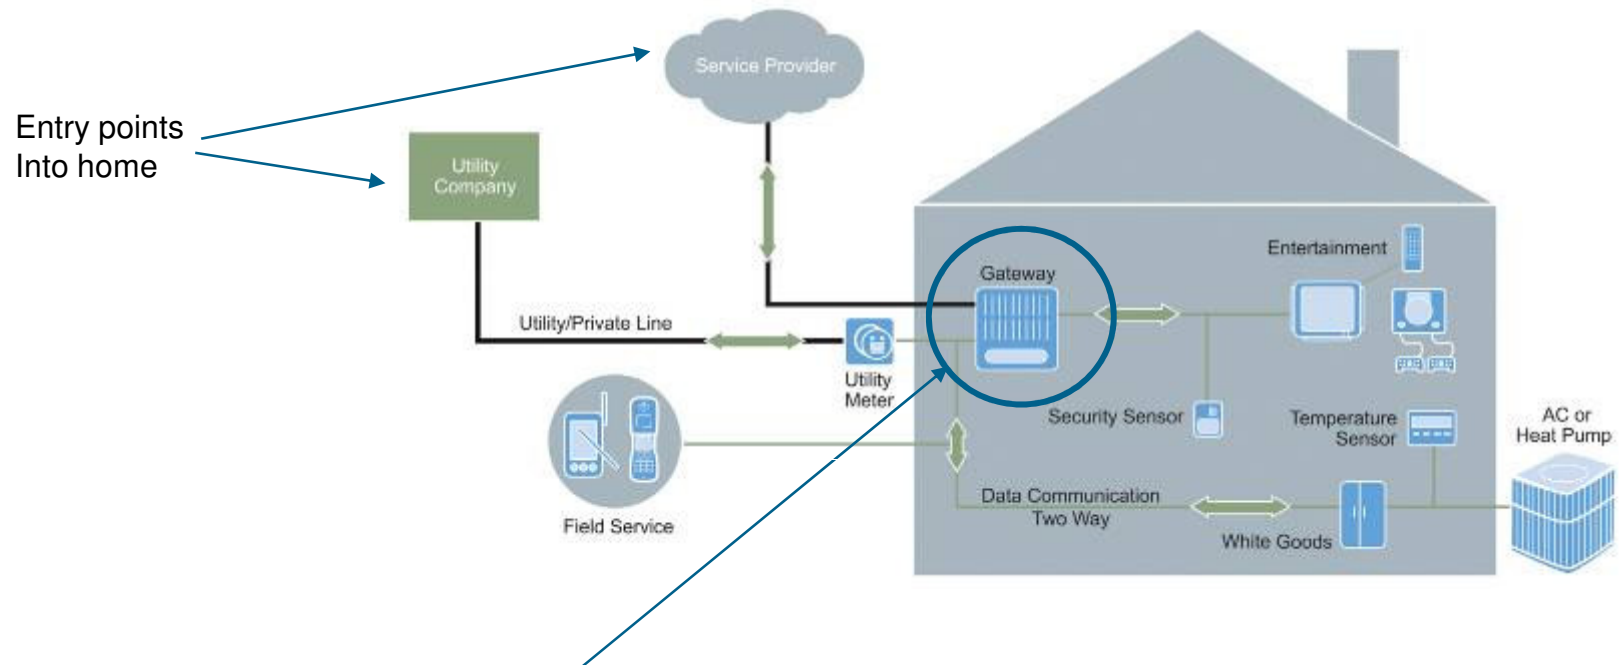 Service Provider
Entry points
Into home
Utility
Company
Utility/Private Line
Utility
Meter
Field Service
Gateway
Entertainment
Security Sensor
Temperature
Sensor
AC or
Heat Pump
Data Communication
Two Way
White Goods